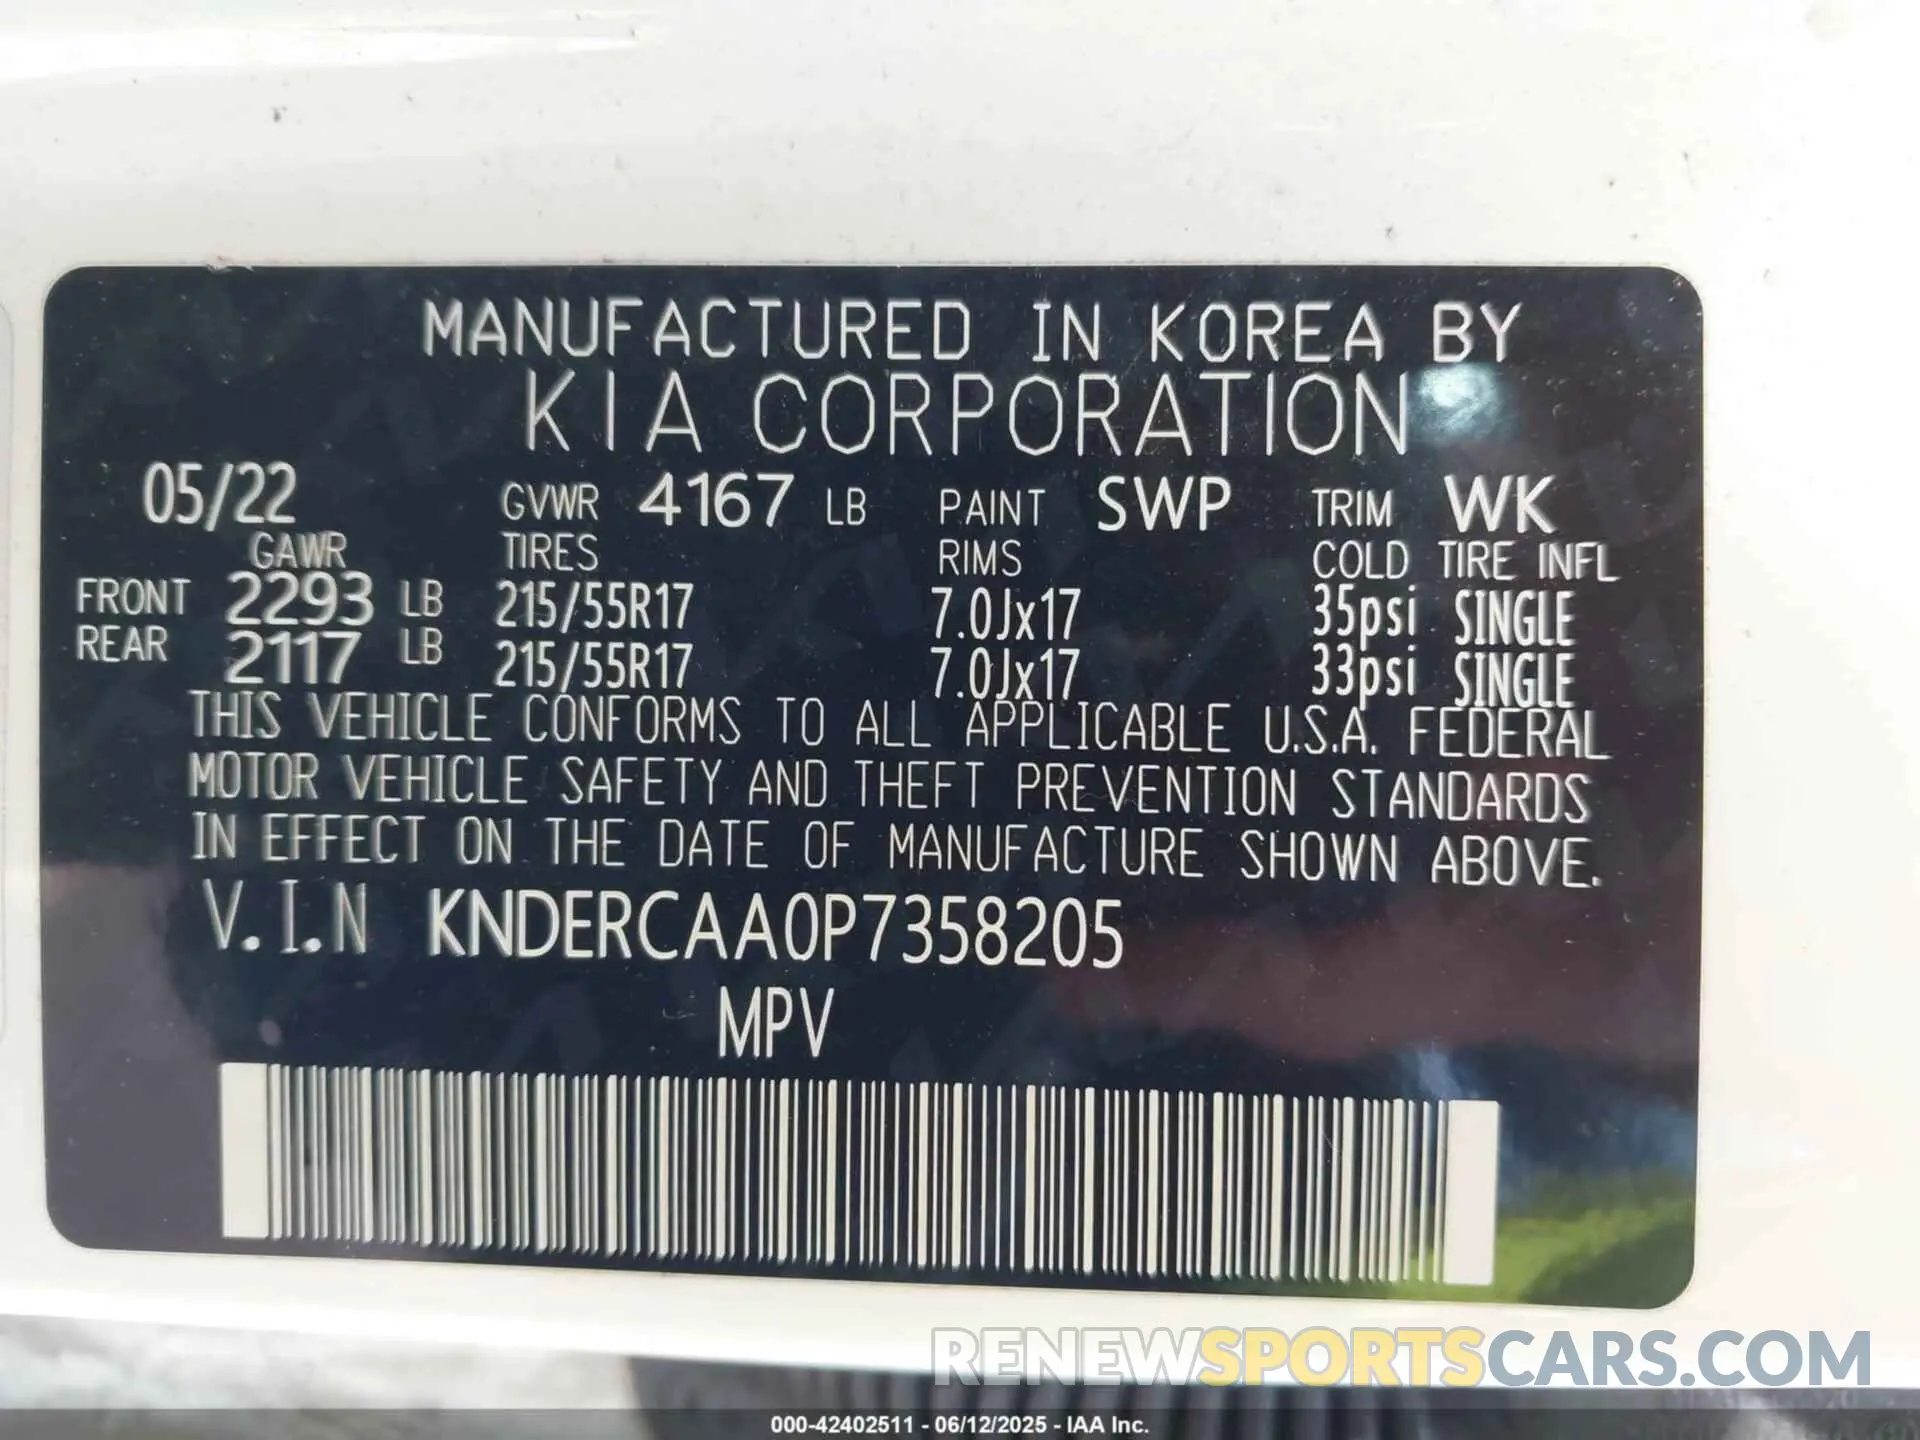 MANUFACTURED IN KOREA BY
KIA CORPORATION
05/22 GVWR 4167 LB PAINT SWP TRIM WK
GAWR TIRES RIMS COLD TIRE INFL
FRONT 2293 LB 215/55R17 7.0Jx17 35psi SINGLE
REAR 2117 LB 215/55R17 7.0Jx17 33psi SINGLE
THIS VEHICLE CONFORMS TO ALL APPLICABLE U.S.A. FEDERAL
MOTOR VEHICLE SAFETY AND THEFT PREVENTION STANDARDS
IN EFFECT ON THE DATE OF MANUFACTURE SHOWN ABOVE.
V.I.N KNDERCAA0P7358205
MPV
RENEWSPORTSCARS.COM
000-42402511 - 06/12/2025 - IAA Inc.